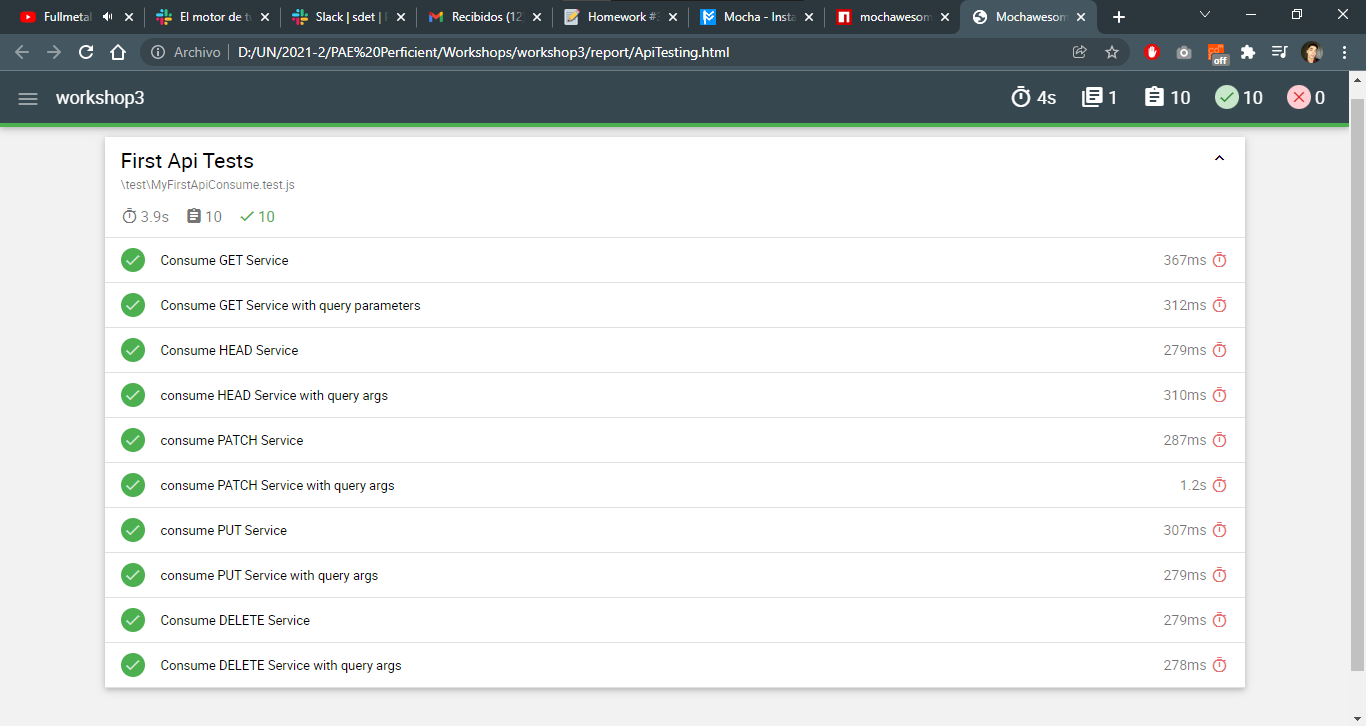 Fullmetal
El motor de t
Slack | sdet |
Recibidos (12
Homework #
Mocha - Insta
mochawesom
Mochawesom
Archivo | D:/UN/2021-2/PAE%20Perficient/Workshops/workshop3/report/ApiTesting.html
off
workshop3 4s 1 10 10 0
First Api Tests
\test\MyFirstApiConsume.test.js
3.9s 10 10
Consume GET Service 367ms
Consume GET Service with query parameters 312ms
Consume HEAD Service 279ms
consume HEAD Service with query args 310ms
consume PATCH Service 287ms
consume PATCH Service with query args 1.2s
consume PUT Service 307ms
consume PUT Service with query args 279ms
Consume DELETE Service 279ms
Consume DELETE Service with query args 278ms